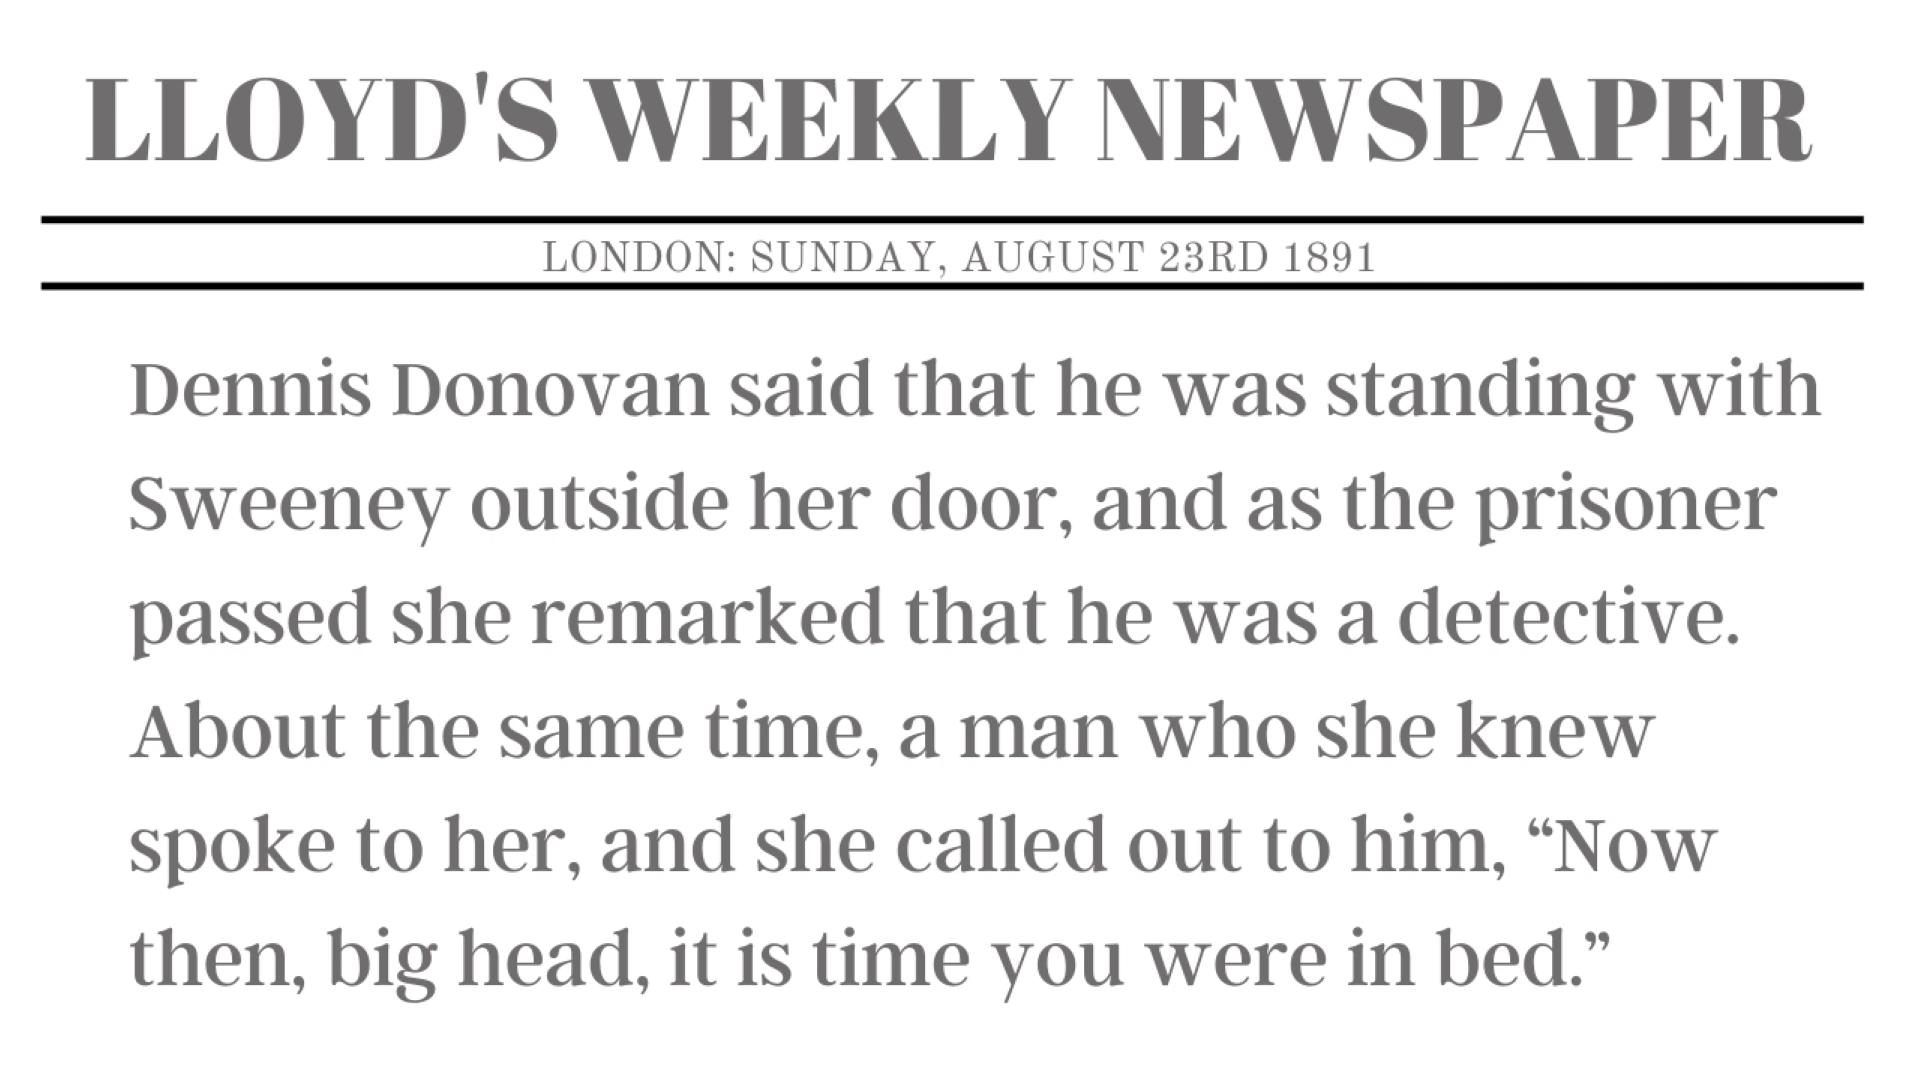 LLOYD'S WEEKLY NEWSPAPER
LONDON: SUNDAY, AUGUST 23RD 1891
Dennis Donovan said that he was standing with
Sweeney outside her door, and as the prisoner
passed she remarked that he was a detective.
About the same time, a man who she knew
spoke to her, and she called out to him, “Now
then, big head, it is time you were in bed.”